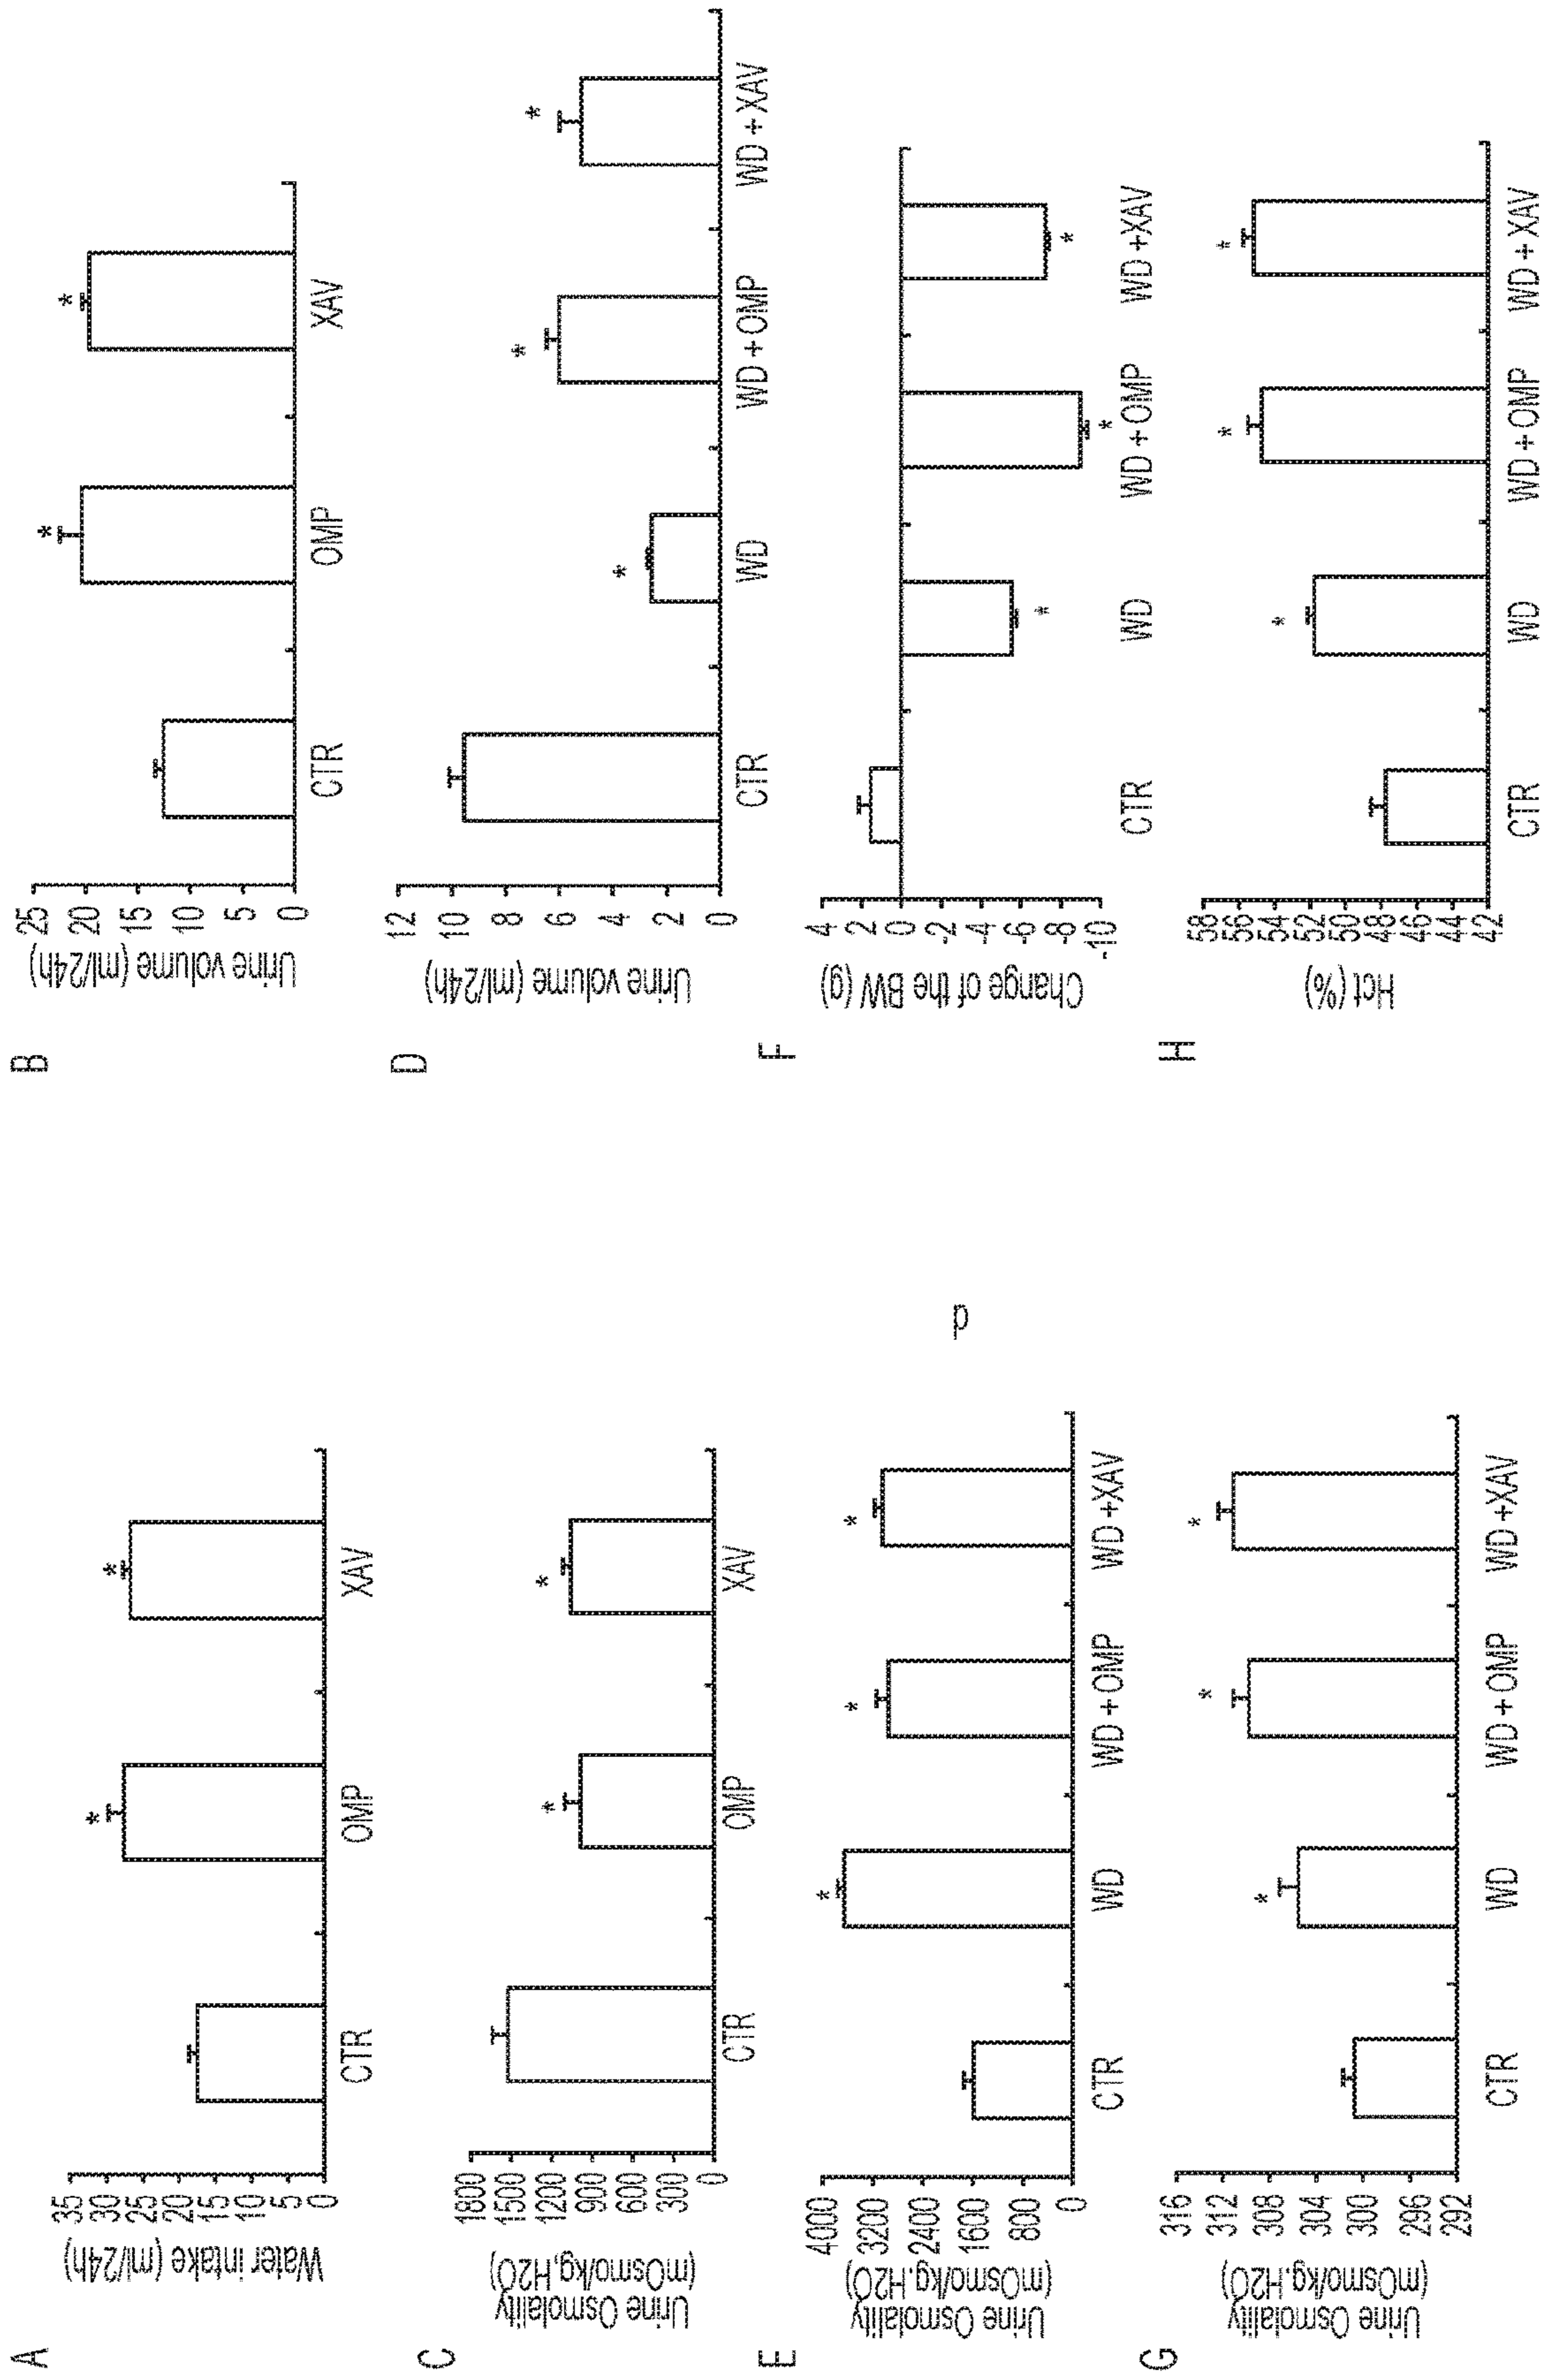 A
Water intake (ml/24h)
35
30
25
20
15
10
5
0
*
*
CTR
OMP
XAV
B
Urine volume (ml/24h)
25
20
15
10
5
0
*
*
CTR
OMP
XAV
C
Urine Osmolality
(mOsmo/kg,H2O)
1800
1500
1200
900
600
300
0
*
*
CTR
OMP
XAV
D
Urine volume (ml/24h)
12
10
8
6
4
2
0
*
*
*
CTR
WD
WD + OMP
WD + XAV
E
Urine Osmolality
(mOsmo/kg.H2O)
4000
3200
2400
1600
800
0
*
*
*
CTR
WD
WD + OMP
WD +XAV
d
F
Change of the BW (g)
4
2
0
-2
-4
-6
-8
-10
*
*
*
CTR
WD
WD + OMP
WD +XAV
G
Urine Osmolality
(mOsmo/kg.H2O)
316
312
308
304
300
296
292
*
*
*
CTR
WD
WD + OMP
WD +XAV
H
Hct (%)
58
56
54
52
50
48
46
44
42
*
*
*
CTR
WD
WD + OMP
WD + XAV